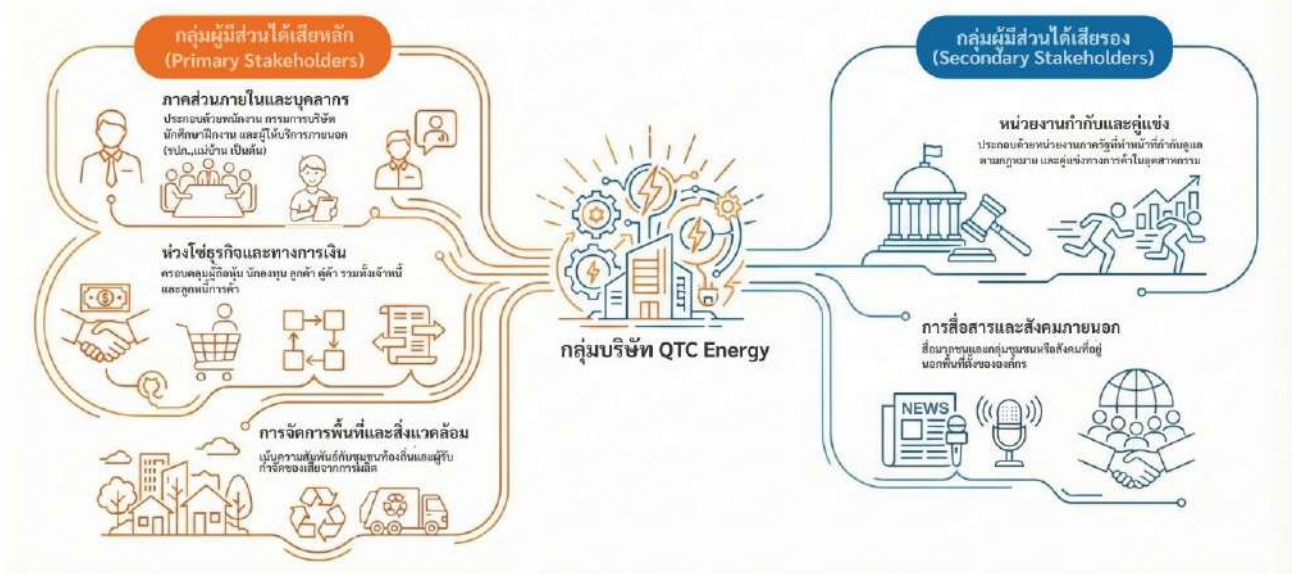 กลุ่มผู้มีส่วนได้เสียหลัก
(Primary Stakeholders)
ภาคส่วนภายในและบุคลากร
ประกอบด้วยพนักงาน กรรมการบริษัท
นักศึกษาฝึกงาน และผู้ให้บริการภายนอก
(รปภ.,แม่บ้าน เป็นต้น)
ห่วงโซ่ธุรกิจและทางการเงิน
ครอบคลุมผู้ถือหุ้น นักลงทุน ลูกค้า คู่ค้า รวมทั้งเจ้าหนี้
และลูกหนี้การค้า
การจัดการพื้นที่และสิ่งแวดล้อม
เน้นความสัมพันธ์กับชุมชนท้องถิ่นและผู้รับ
กำจัดของเสียจากการผลิต
กลุ่มบริษัท QTC Energy
กลุ่มผู้มีส่วนได้เสียรอง
(Secondary Stakeholders)
หน่วยงานกำกับและคู่แข่ง
ประกอบด้วยหน่วยงานภาครัฐที่ทำหน้าที่กำกับดูแล
ตามกฎหมาย และคู่แข่งทางการค้าในอุตสาหกรรม
การสื่อสารและสังคมภายนอก
สื่อมวลชนและกลุ่มชุมชนหรือสังคมที่อยู่
นอกพื้นที่ตั้งขององค์กร
NEWS